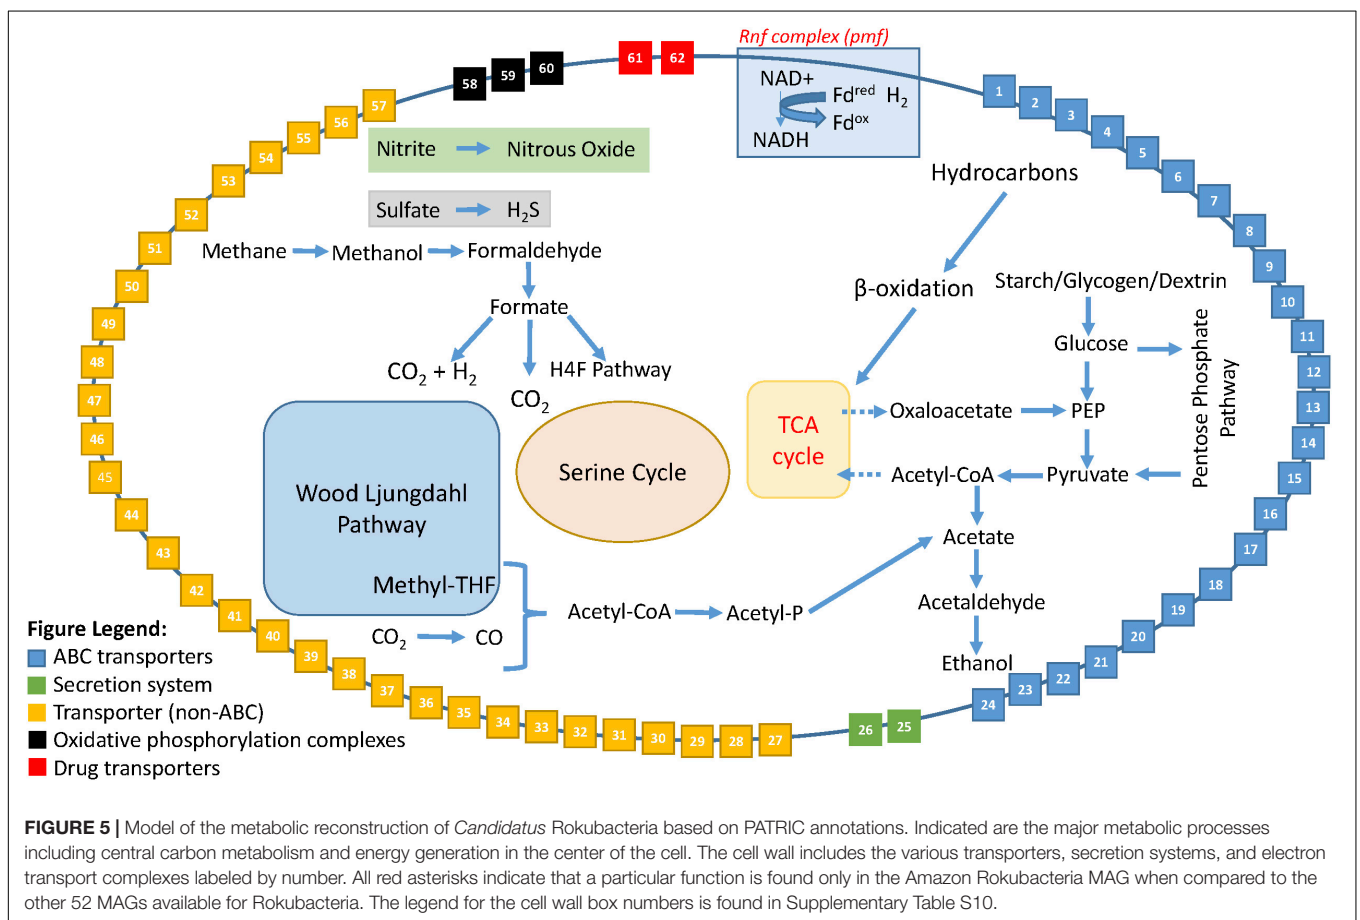 Rnf complex (pmf)
NAD+
Fd^red H₂
Fd^ox
NADH
61 62
58 59 60
57
56
55
54
53
52
51
50
49
48
47
46
45
44
43
42
41
40
39
38
37
36
35
34
33
32
31
30
29
28
27
26
25
1
2
3
4
5
6
7
8
9
10
11
12
13
14
15
16
17
18
19
20
21
22
23
24
Nitrite Nitrous Oxide
Sulfate H₂S
Methane Methanol Formaldehyde
Formate
CO₂ + H₂
CO₂
H4F Pathway
Wood Ljungdahl
Pathway
Methyl-THF
CO₂ CO
Serine Cycle
Acetyl-CoA Acetyl-P
Hydrocarbons
β-oxidation
Starch/Glycogen/Dextrin
Glucose
Pentose Phosphate
Pathway
TCA
cycle
Oxaloacetate PEP
Acetyl-CoA Pyruvate
Acetate
Acetaldehyde
Ethanol
Figure Legend:
ABC transporters
Secretion system
Transporter (non-ABC)
Oxidative phosphorylation complexes
Drug transporters
FIGURE 5 | Model of the metabolic reconstruction of Candidatus Rokubacteria based on PATRIC annotations. Indicated are the major metabolic processes
including central carbon metabolism and energy generation in the center of the cell. The cell wall includes the various transporters, secretion systems, and electron
transport complexes labeled by number. All red asterisks indicate that a particular function is found only in the Amazon Rokubacteria MAG when compared to the
other 52 MAGs available for Rokubacteria. The legend for the cell wall box numbers is found in Supplementary Table S10.